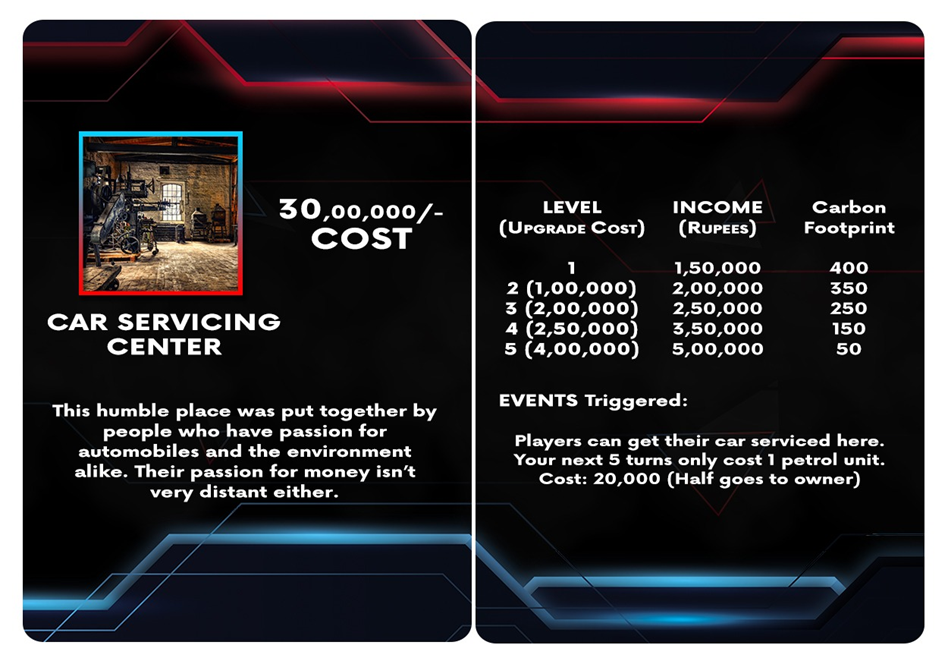 30,00,000/-
COST
CAR SERVICING
CENTER
This humble place was put together by
people who have passion for
automobiles and the environment
alike. Their passion for money isn't
very distant either.
LEVEL INCOME Carbon
(UPGRADE COST) (RUPEES) Footprint
1 1,50,000 400
2 (1,00,000) 2,00,000 350
3 (2,00,000) 2,50,000 250
4 (2,50,000) 3,50,000 150
5 (4,00,000) 5,00,000 50
EVENTS Triggered:
Players can get their car serviced here.
Your next 5 turns only cost 1 petrol unit.
Cost: 20,000 (Half goes to owner)